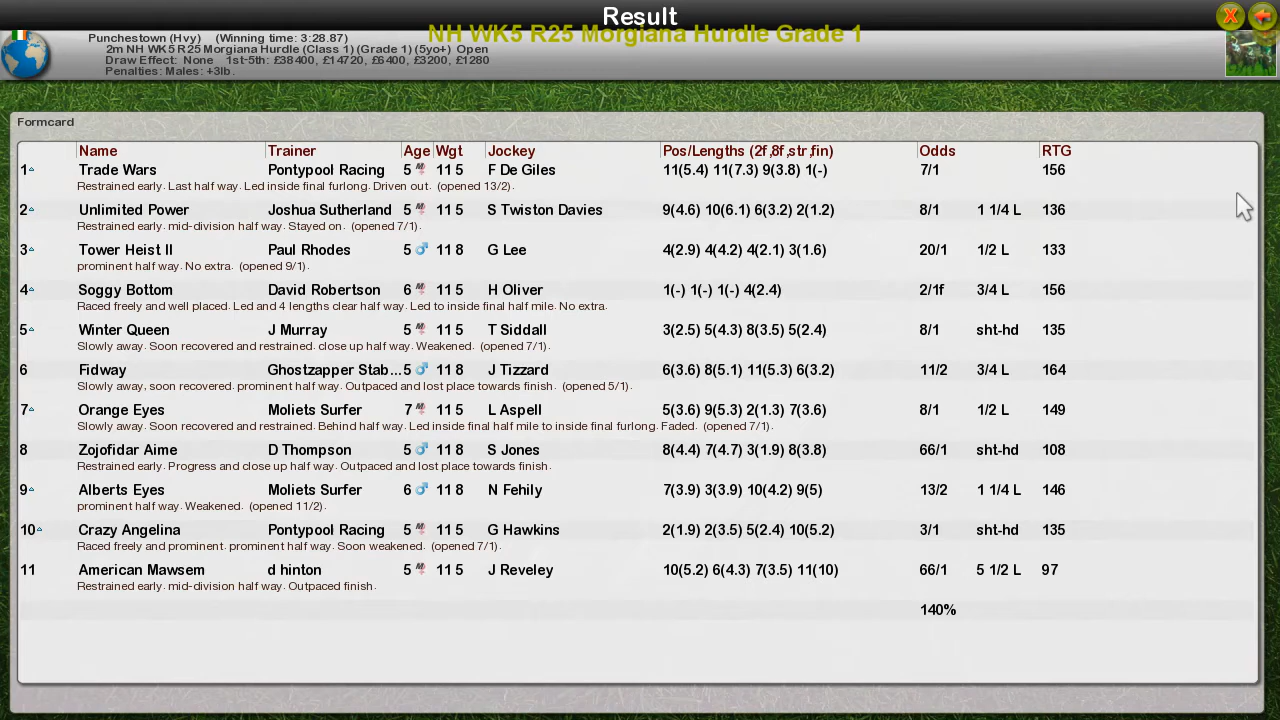 Result
NH WK5 R25 Morgiana Hurdle Grade 1
Punchestown (Hvy) (Winning time: 3:28.87)
2m NH WK5 R25 Morgiana Hurdle (Class 1) (Grade 1) (5yo+) Open
Draw Effect: None 1st-5th: £38400, £14720, £6400, £3200, £1280
Penalties: Males: +3lb.
Formcard
Name Trainer Age Wgt Jockey Pos/Lengths (2f,8f,str,fin) Odds RTG
1 Trade Wars Pontypool Racing 5 11 5 F De Giles 11(5.4) 11(7.3) 9(3.8) 1(-) 7/1 156
Restrained early. Last half way. Led inside final furlong. Driven out. (opened 13/2).
2 Unlimited Power Joshua Sutherland 5 11 5 S Twiston Davies 9(4.6) 10(6.1) 6(3.2) 2(1.2) 8/1 1 1/4 L 136
Restrained early. mid-division half way. Stayed on. (opened 7/1).
3 Tower Heist II Paul Rhodes 5 11 8 G Lee 4(2.9) 4(4.2) 4(2.1) 3(1.6) 20/1 1/2 L 133
prominent half way. No extra. (opened 9/1).
4 Soggy Bottom David Robertson 6 11 5 H Oliver 1(-) 1(-) 1(-) 4(2.4) 2/1f 3/4 L 156
Raced freely and well placed. Led and 4 lengths clear half way. Led to inside final half mile. No extra.
5 Winter Queen J Murray 5 11 5 T Siddall 3(2.5) 5(4.3) 8(3.5) 5(2.4) 8/1 sht-hd 135
Slowly away. Soon recovered and restrained. close up half way. Weakened. (opened 7/1).
6 Fidway Ghostzapper Stab... 5 11 8 J Tizzard 6(3.6) 8(5.1) 11(5.3) 6(3.2) 11/2 3/4 L 164
Slowly away, soon recovered. prominent half way. Outpaced and lost place towards finish. (opened 5/1).
7 Orange Eyes Moliets Surfer 7 11 5 L Aspell 5(3.6) 9(5.3) 2(1.3) 7(3.6) 8/1 1/2 L 149
Slowly away. Soon recovered and restrained. Behind half way. Led inside final half mile to inside final furlong. Faded. (opened 7/1).
8 Zojofidar Aime D Thompson 5 11 8 S Jones 8(4.4) 7(4.7) 3(1.9) 8(3.8) 66/1 sht-hd 108
Restrained early. Progress and close up half way. Outpaced and lost place towards finish.
9 Alberts Eyes Moliets Surfer 6 11 8 N Fehily 7(3.9) 3(3.9) 10(4.2) 9(5) 13/2 1 1/4 L 146
prominent half way. Weakened. (opened 11/2).
10 Crazy Angelina Pontypool Racing 5 11 5 G Hawkins 2(1.9) 2(3.5) 5(2.4) 10(5.2) 3/1 sht-hd 135
Raced freely and prominent. prominent half way. Soon weakened. (opened 7/1).
11 American Mawsem d hinton 5 11 5 J Reveley 10(5.2) 6(4.3) 7(3.5) 11(10) 66/1 5 1/2 L 97
Restrained early. mid-division half way. Outpaced finish.
140%